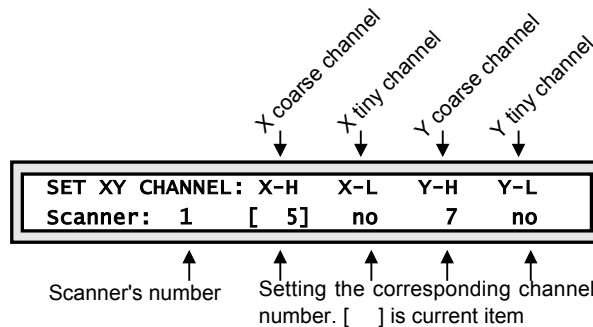 X coarse channel
X tiny channel
Y coarse channel
Y tiny channel
SET XY CHANNEL: X-H X-L Y-H Y-L
Scanner: 1 [ 5] no 7 no
Scanner's number
Setting the corresponding channel
number. [ ] is current item